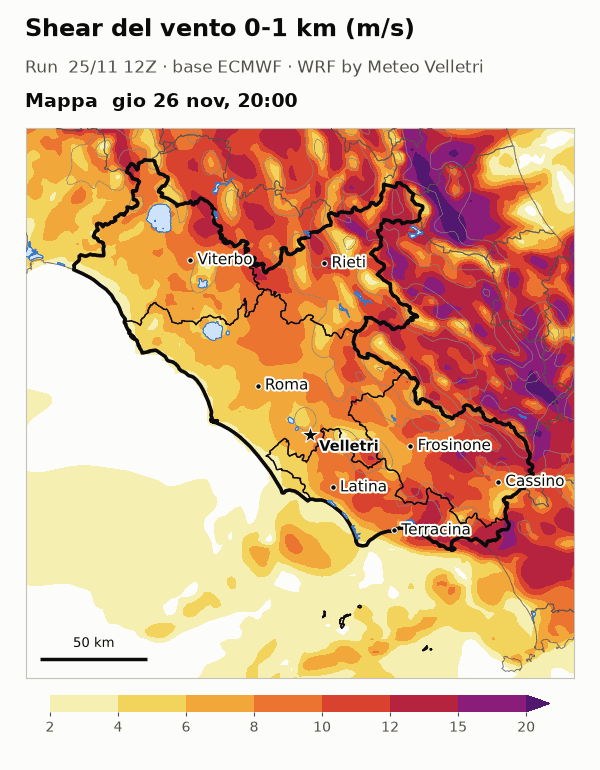 Shear del vento 0-1 km (m/s)
Run  25/11 12Z · base ECMWF · WRF by Meteo Velletri
Mappa  gio 26 nov, 20:00
Viterbo
Rieti
Roma
Velletri
Frosinone
Latina
Cassino
Terracina
50 km
2 4 6 8 10 12 15 20